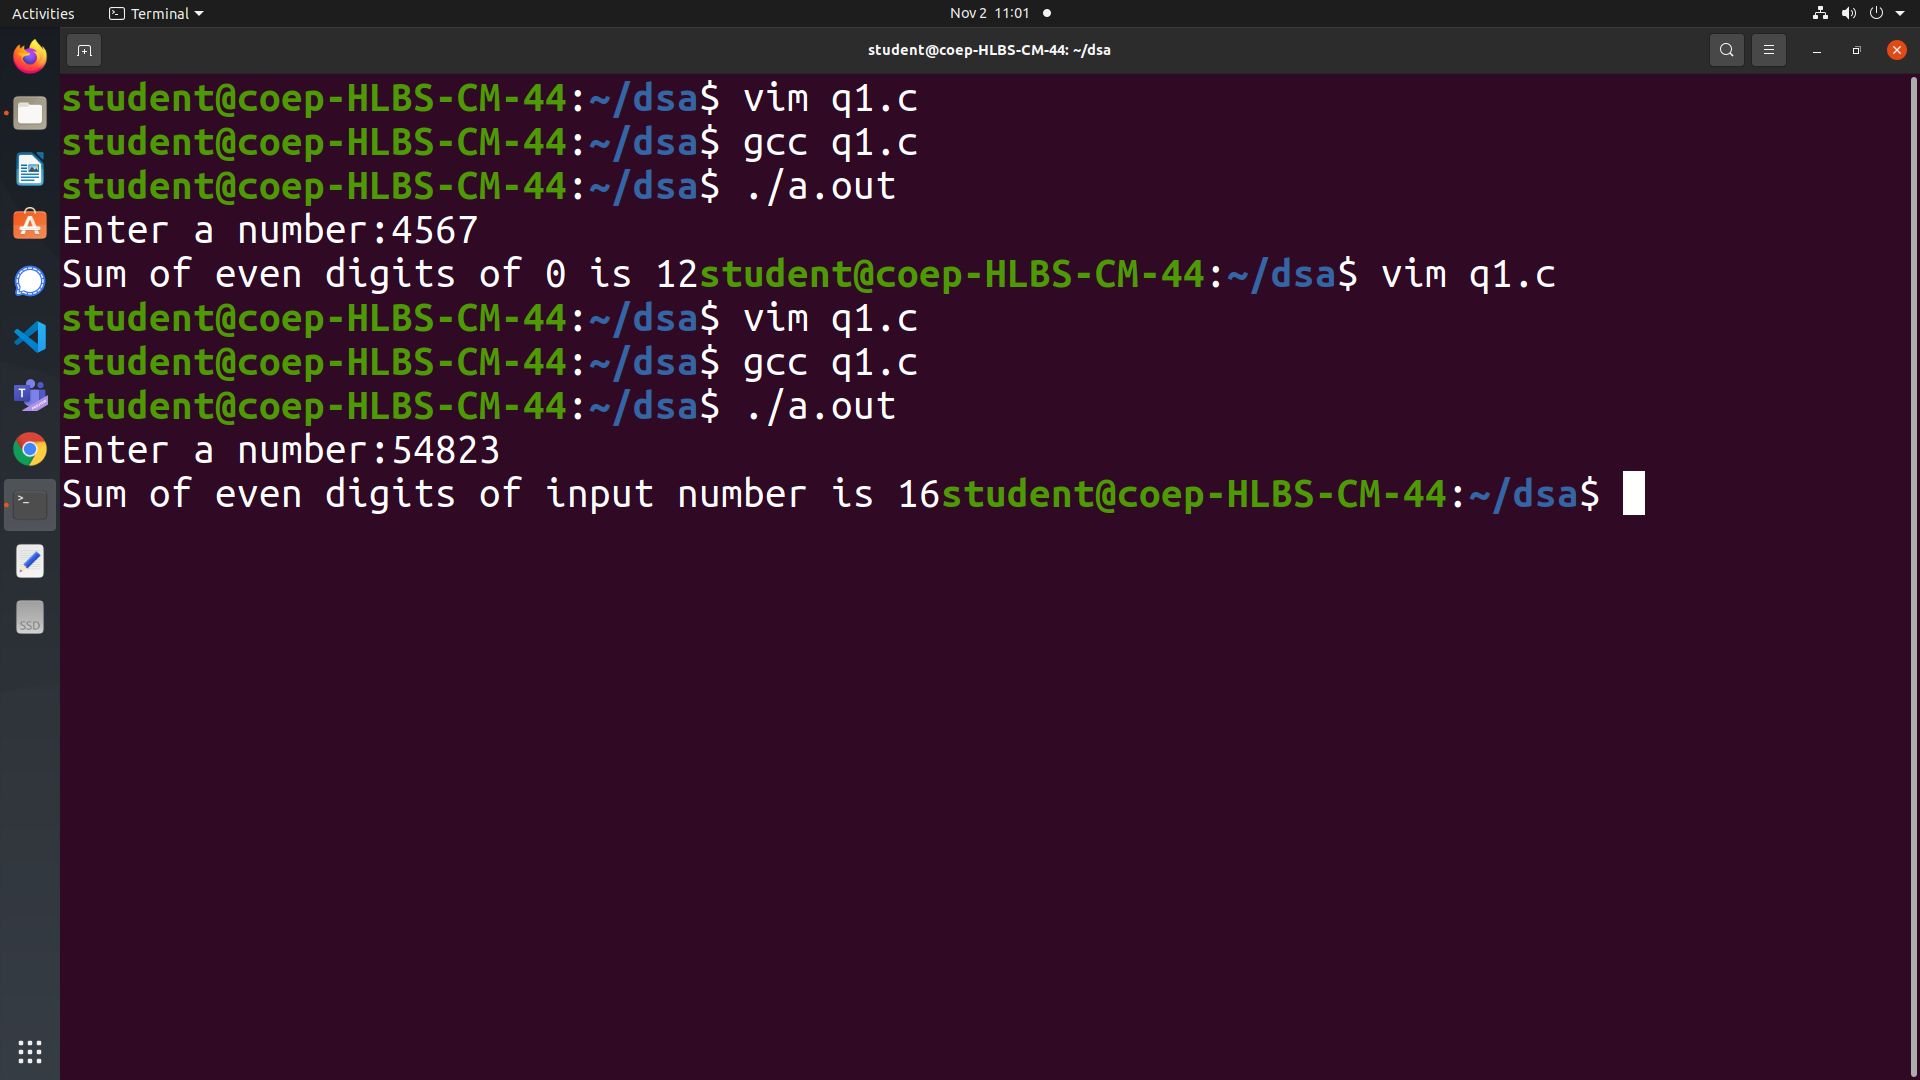 Activities Terminal Nov 2 11:01
student@coep-HLBS-CM-44: ~/dsa
student@coep-HLBS-CM-44:~/dsa$ vim q1.c
student@coep-HLBS-CM-44:~/dsa$ gcc q1.c
student@coep-HLBS-CM-44:~/dsa$ ./a.out
Enter a number:4567
Sum of even digits of 0 is 12student@coep-HLBS-CM-44:~/dsa$ vim q1.c
student@coep-HLBS-CM-44:~/dsa$ vim q1.c
student@coep-HLBS-CM-44:~/dsa$ gcc q1.c
student@coep-HLBS-CM-44:~/dsa$ ./a.out
Enter a number:54823
Sum of even digits of input number is 16student@coep-HLBS-CM-44:~/dsa$
T
>_
SSD